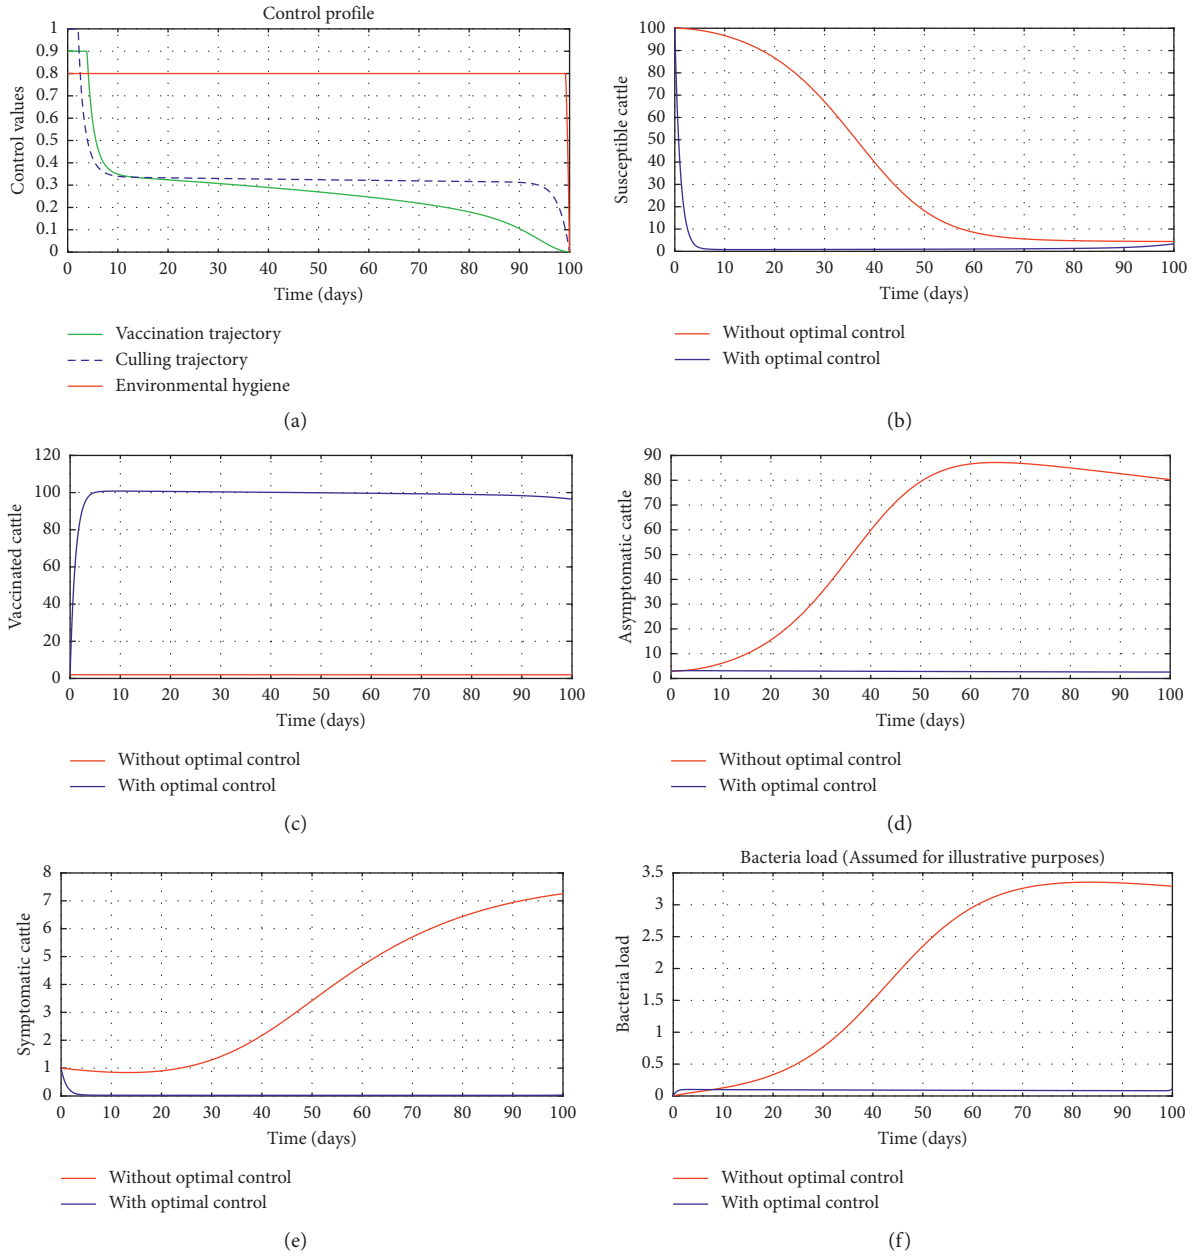 Control profile
Control values
1
0.9
0.8
0.7
0.6
0.5
0.4
0.3
0.2
0.1
0
0 10 20 30 40 50 60 70 80 90 100
Time (days)
Vaccination trajectory
Culling trajectory
Environmental hygiene
(a)
Susceptible cattle
100
90
80
70
60
50
40
30
20
10
0
0 10 20 30 40 50 60 70 80 90 100
Time (days)
Without optimal control
With optimal control
(b)
Vaccinated cattle
120
100
80
60
40
20
0
0 10 20 30 40 50 60 70 80 90 100
Time (days)
Without optimal control
With optimal control
(c)
Asymptomatic cattle
90
80
70
60
50
40
30
20
10
0
0 10 20 30 40 50 60 70 80 90 100
Time (days)
Without optimal control
With optimal control
(d)
Symptomatic cattle
8
7
6
5
4
3
2
1
0
0 10 20 30 40 50 60 70 80 90 100
Time (days)
Without optimal control
With optimal control
(e)
Bacteria load (Assumed for illustrative purposes)
Bacteria load
3.5
3
2.5
2
1.5
1
0.5
0
0 10 20 30 40 50 60 70 80 90 100
Time (days)
Without optimal control
With optimal control
(f)